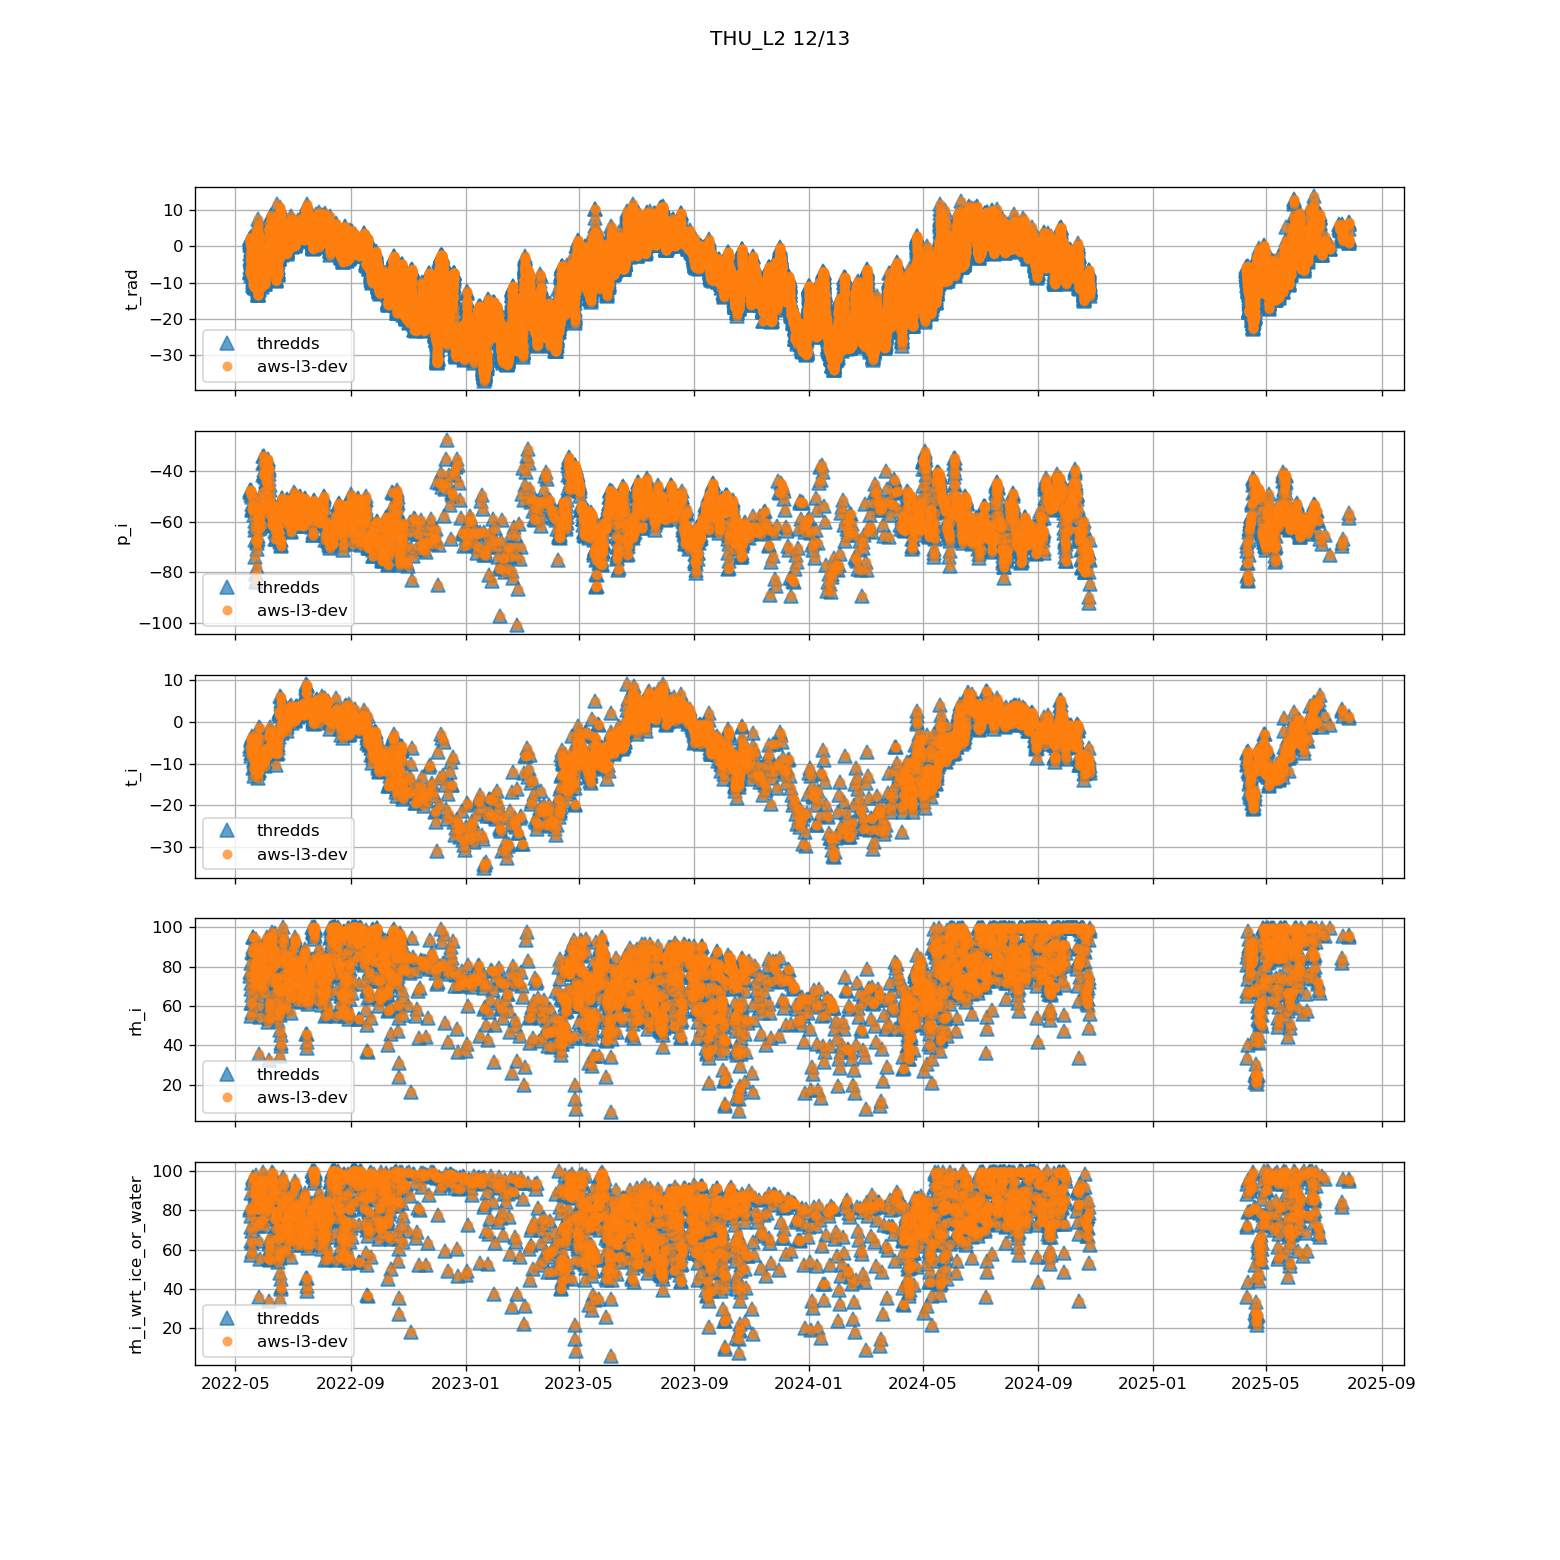 THU_L2 12/13
10
0
−10
−20
−30
t_rad
thredds
aws-l3-dev
−40
−60
−80
−100
p_i
thredds
aws-l3-dev
10
0
−10
−20
−30
t_i
thredds
aws-l3-dev
100
80
60
40
20
rh_i
thredds
aws-l3-dev
100
80
60
40
20
rh_i_wrt_ice_or_water
thredds
aws-l3-dev
2022-05 2022-09 2023-01 2023-05 2023-09 2024-01 2024-05 2024-09 2025-01 2025-05 2025-09